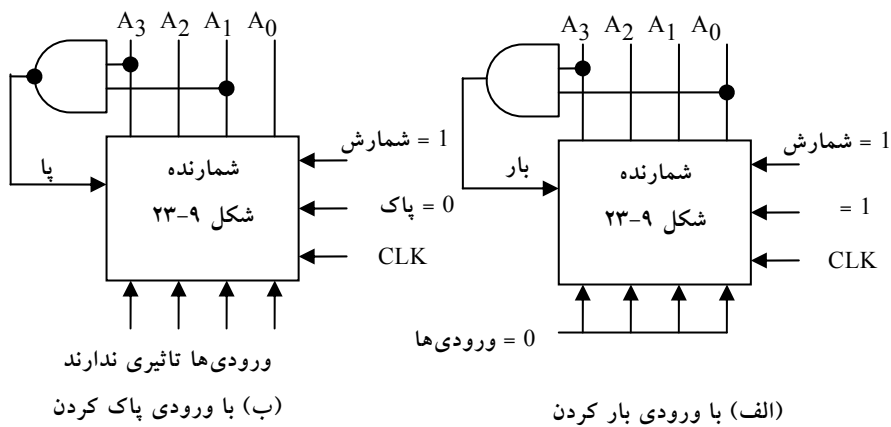 A3 A2 A1 A0
شمارش = 1
بار
شمارنده
شکل ۹-۲۳
= 1
CLK
ورودی‌ها = 0
(الف) با ورودی بار کردن
A3 A2 A1 A0
شمارش = 1
پا
شمارنده
شکل ۹-۲۳
پاک = 0
CLK
ورودی‌ها تاثیری ندارند
(ب) با ورودی پاک کردن